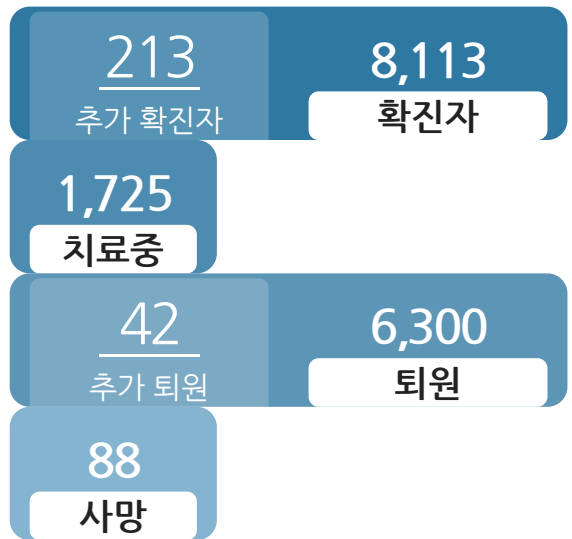 213
추가 확진자
8,113
확진자
1,725
치료중
42
추가 퇴원
6,300
퇴원
88
사망